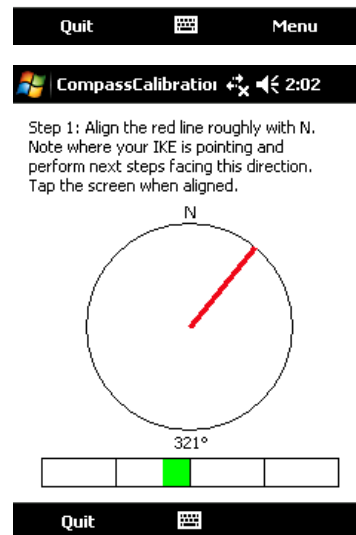 Quit Menu
CompassCalibratior 2:02
Step 1: Align the red line roughly with N.
Note where your IKE is pointing and
perform next steps facing this direction.
Tap the screen when aligned.
N
321°
Quit